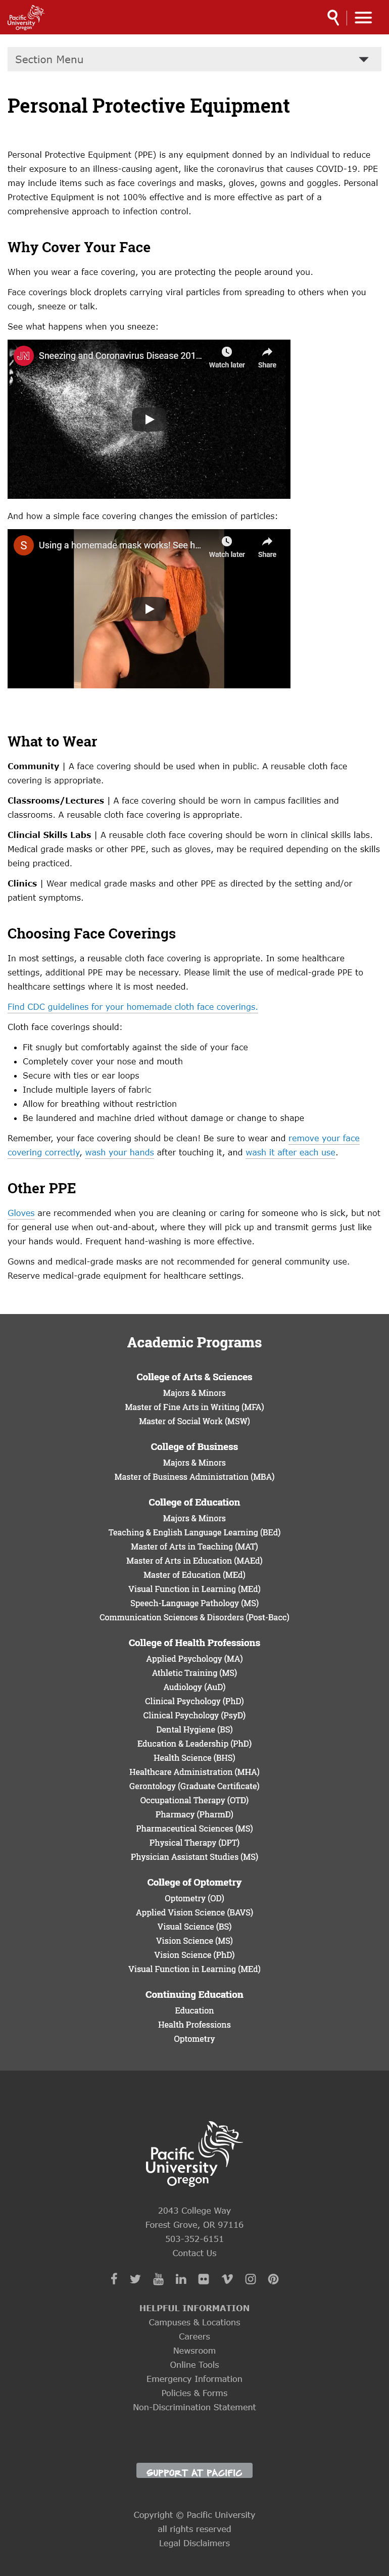 Pacific
University
Oregon
Section Menu
Personal Protective Equipment
Personal Protective Equipment (PPE) is any equipment donned by an individual to reduce
their exposure to an illness-causing agent, like the coronavirus that causes COVID-19. PPE
may include items such as face coverings and masks, gloves, gowns and goggles. Personal
Protective Equipment is not 100% effective and is more effective as part of a
comprehensive approach to infection control.
Why Cover Your Face
When you wear a face covering, you are protecting the people around you.
Face coverings block droplets carrying viral particles from spreading to others when you
cough, sneeze or talk.
See what happens when you sneeze:
JN Sneezing and Coronavirus Disease 201... Watch later Share
And how a simple face covering changes the emission of particles:
S Using a homemade mask works! See h... Watch later Share
What to Wear
Community | A face covering should be used when in public. A reusable cloth face
covering is appropriate.
Classrooms/Lectures | A face covering should be worn in campus facilities and
classrooms. A reusable cloth face covering is appropriate.
Clincial Skills Labs | A reusable cloth face covering should be worn in clinical skills labs.
Medical grade masks or other PPE, such as gloves, may be required depending on the skills
being practiced.
Clinics | Wear medical grade masks and other PPE as directed by the setting and/or
patient symptoms.
Choosing Face Coverings
In most settings, a reusable cloth face covering is appropriate. In some healthcare
settings, additional PPE may be necessary. Please limit the use of medical-grade PPE to
healthcare settings where it is most needed.
Find CDC guidelines for your homemade cloth face coverings.
Cloth face coverings should:
• Fit snugly but comfortably against the side of your face
• Completely cover your nose and mouth
• Secure with ties or ear loops
• Include multiple layers of fabric
• Allow for breathing without restriction
• Be laundered and machine dried without damage or change to shape
Remember, your face covering should be clean! Be sure to wear and remove your face
covering correctly, wash your hands after touching it, and wash it after each use.
Other PPE
Gloves are recommended when you are cleaning or caring for someone who is sick, but not
for general use when out-and-about, where they will pick up and transmit germs just like
your hands would. Frequent hand-washing is more effective.
Gowns and medical-grade masks are not recommended for general community use.
Reserve medical-grade equipment for healthcare settings.
Academic Programs
College of Arts & Sciences
Majors & Minors
Master of Fine Arts in Writing (MFA)
Master of Social Work (MSW)
College of Business
Majors & Minors
Master of Business Administration (MBA)
College of Education
Majors & Minors
Teaching & English Language Learning (BEd)
Master of Arts in Teaching (MAT)
Master of Arts in Education (MAEd)
Master of Education (MEd)
Visual Function in Learning (MEd)
Speech-Language Pathology (MS)
Communication Sciences & Disorders (Post-Bacc)
College of Health Professions
Applied Psychology (MA)
Athletic Training (MS)
Audiology (AuD)
Clinical Psychology (PhD)
Clinical Psychology (PsyD)
Dental Hygiene (BS)
Education & Leadership (PhD)
Health Science (BHS)
Healthcare Administration (MHA)
Gerontology (Graduate Certificate)
Occupational Therapy (OTD)
Pharmacy (PharmD)
Pharmaceutical Sciences (MS)
Physical Therapy (DPT)
Physician Assistant Studies (MS)
College of Optometry
Optometry (OD)
Applied Vision Science (BAVS)
Visual Science (BS)
Vision Science (MS)
Vision Science (PhD)
Visual Function in Learning (MEd)
Continuing Education
Education
Health Professions
Optometry
Pacific
University
Oregon
2043 College Way
Forest Grove, OR 97116
503-352-6151
Contact Us
HELPFUL INFORMATION
Campuses & Locations
Careers
Newsroom
Online Tools
Emergency Information
Policies & Forms
Non-Discrimination Statement
SUPPORT AT PACIFIC
Copyright © Pacific University
all rights reserved
Legal Disclaimers